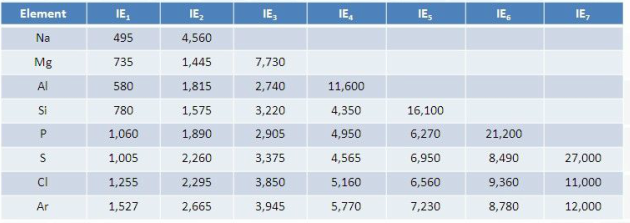 Element IE₁ IE₂ IE₃ IE₄ IE₅ IE₆ IE₇
Na 495 4,560
Mg 735 1,445 7,730
Al 580 1,815 2,740 11,600
Si 780 1,575 3,220 4,350 16,100
P 1,060 1,890 2,905 4,950 6,270 21,200
S 1,005 2,260 3,375 4,565 6,950 8,490 27,000
Cl 1,255 2,295 3,850 5,160 6,560 9,360 11,000
Ar 1,527 2,665 3,945 5,770 7,230 8,780 12,000